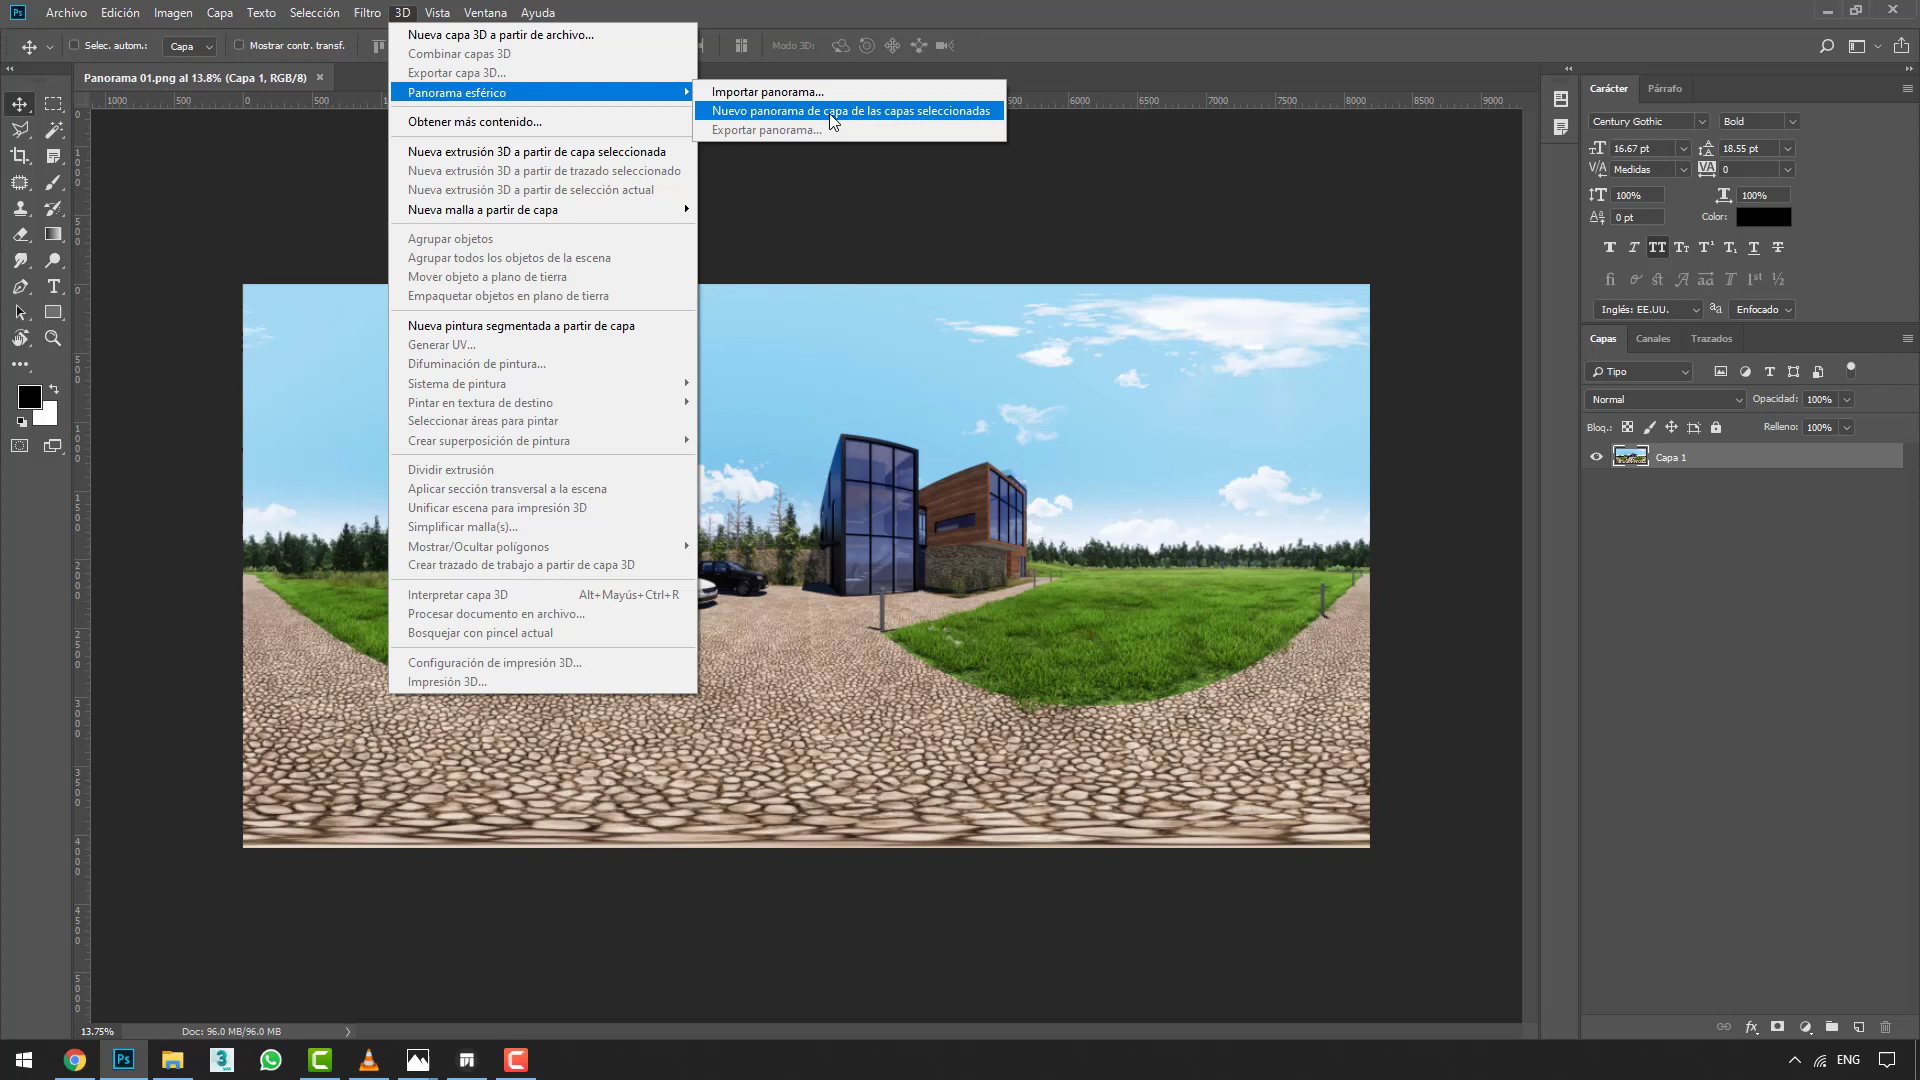 Ps Archivo Edición Imagen Capa Texto Selección Filtro 3D Vista Ventana Ayuda
Selec. autom.: Capa Mostrar contr. transf. Modo 3D:
Panorama 01.png al 13.8% (Capa 1, RGB/8) ×
1000 500 0 500 6000 6500 7000 7500 8000 8500 9000
Nueva capa 3D a partir de archivo...
Combinar capas 3D
Exportar capa 3D...
Panorama esférico
Obtener más contenido...
Nueva extrusión 3D a partir de capa seleccionada
Nueva extrusión 3D a partir de trazado seleccionado
Nueva extrusión 3D a partir de selección actual
Nueva malla a partir de capa
Agrupar objetos
Agrupar todos los objetos de la escena
Mover objeto a plano de tierra
Empaquetar objetos en plano de tierra
Nueva pintura segmentada a partir de capa
Generar UV...
Difuminación de pintura...
Sistema de pintura
Pintar en textura de destino
Seleccionar áreas para pintar
Crear superposición de pintura
Dividir extrusión
Aplicar sección transversal a la escena
Unificar escena para impresión 3D
Simplificar malla(s)...
Mostrar/Ocultar polígonos
Crear trazado de trabajo a partir de capa 3D
Interpretar capa 3D Alt+Mayús+Ctrl+R
Procesar documento en archivo...
Bosquejar con pincel actual
Configuración de impresión 3D...
Impresión 3D...
Importar panorama...
Nuevo panorama de capa de las capas seleccionadas
Exportar panorama...
Carácter Párrafo
Century Gothic Bold
16.67 pt 18.55 pt
Medidas 0
100% 100%
0 pt Color:
Inglés: EE.UU. aa Enfocado
Capas Canales Trazados
Tipo
Normal Opacidad: 100%
Bloq.: Relleno: 100%
Capa 1
13.75% Doc: 96.0 MB/96.0 MB
ENG